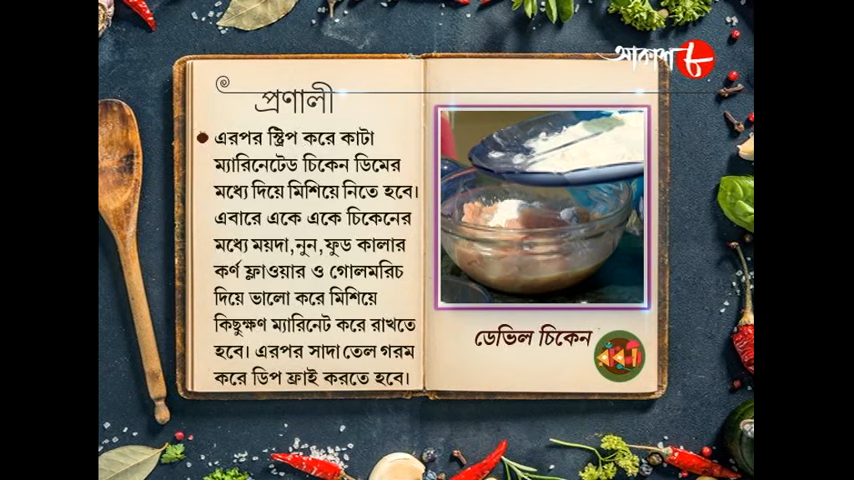 আকাশ ৮
প্রণালী
এরপর স্ট্রিপ করে কাটা
ম্যারিনেটেড চিকেন ডিমের
মধ্যে দিয়ে মিশিয়ে নিতে হবে।
এবারে একে একে চিকেনের
মধ্যে ময়দা,নুন,ফুড কালার
কর্ণ ফ্লাওয়ার ও গোলমরিচ
দিয়ে ভালো করে মিশিয়ে
কিছুক্ষণ ম্যারিনেট করে রাখতে
হবে। এরপর সাদা তেল গরম
করে ডিপ ফ্রাই করতে হবে।
ডেভিল চিকেন